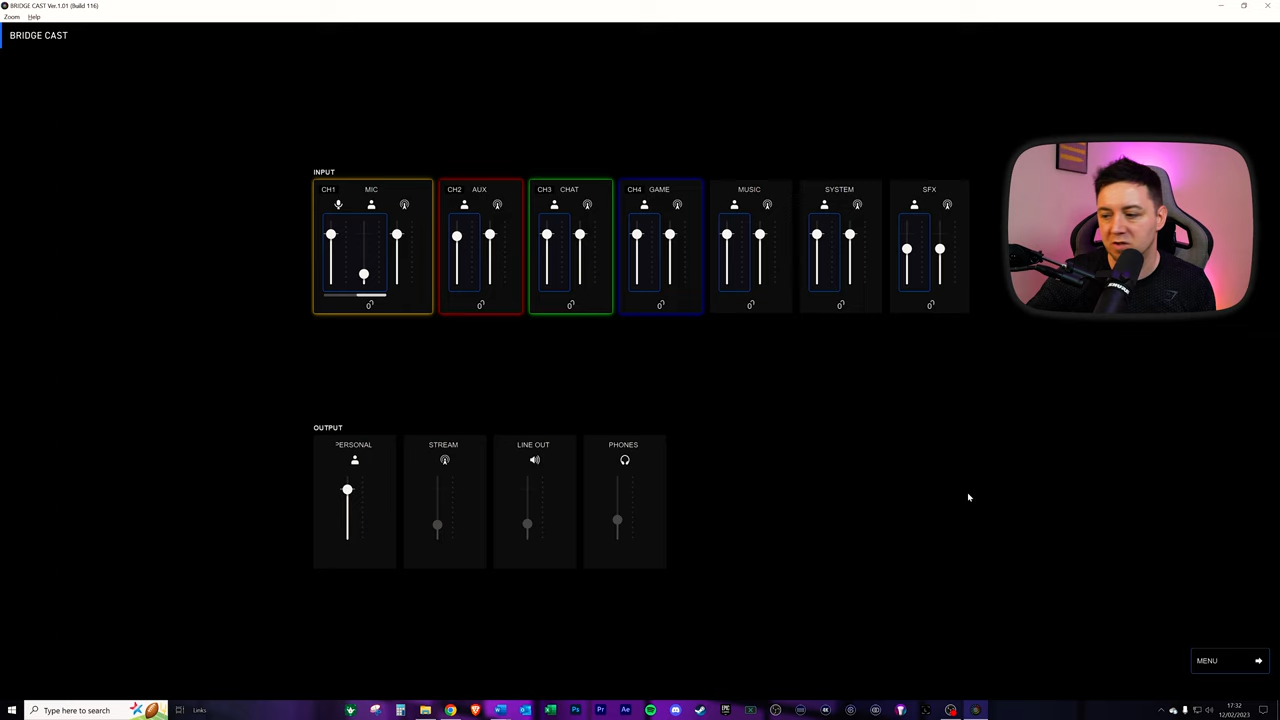 BRIDGE CAST Ver.1.01 (Build 116)
Zoom Help
BRIDGE CAST
INPUT
CH1 MIC
CH2 AUX
CH3 CHAT
CH4 GAME
MUSIC
SYSTEM
SFX
OUTPUT
PERSONAL
STREAM
LINE OUT
PHONES
SHURE
MENU
Type here to search
Links
17:32
12/02/2023